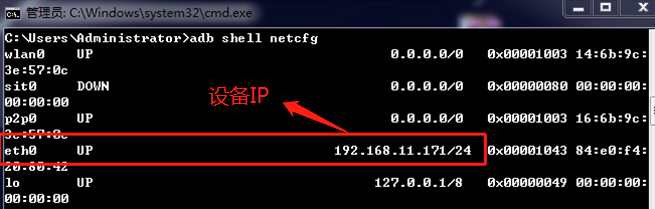 管理员: C:\Windows\system32\cmd.exe
C:\Users\Administrator>adb shell netcfg
wlan0 UP 0.0.0.0/0 0x00001003 14:6b:9c:
3e:57:0c
sit0 DOWN 0.0.0.0/0 0x00000080 00:00:00:
00:00:00
设备IP
p2p0 UP 0.0.0.0/0 0x00001003 16:6b:9c:
3c:57:0c
eth0 UP 192.168.11.171/24 0x00001043 84:e0:f4:
20:80:42
lo UP 127.0.0.1/8 0x00000049 00:00:00:
00:00:00